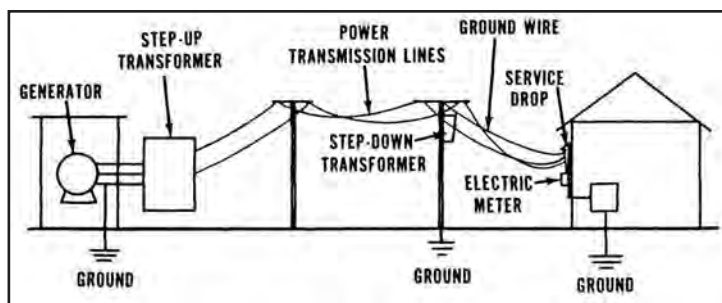 STEP-UP
TRANSFORMER
GENERATOR
POWER
TRANSMISSION LINES
GROUND WIRE
SERVICE
DROP
STEP-DOWN
TRANSFORMER
ELECTRIC
METER
GROUND
GROUND
GROUND